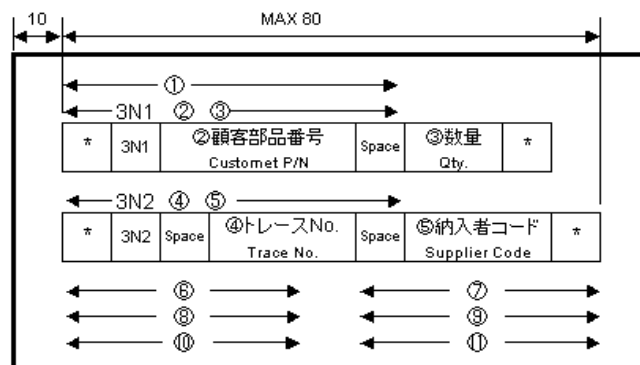 10 MAX 80
①
3N1 ② ③
* 3N1 ②顧客部品番号 Space ③数量 *
Customet P/N Qty.
3N2 ④ ⑤
* 3N2 Space ④トレースNo. Space ⑤納入者コード *
Trace No. Supplier Code
⑥ ⑦
⑧ ⑨
⑩ ⑪